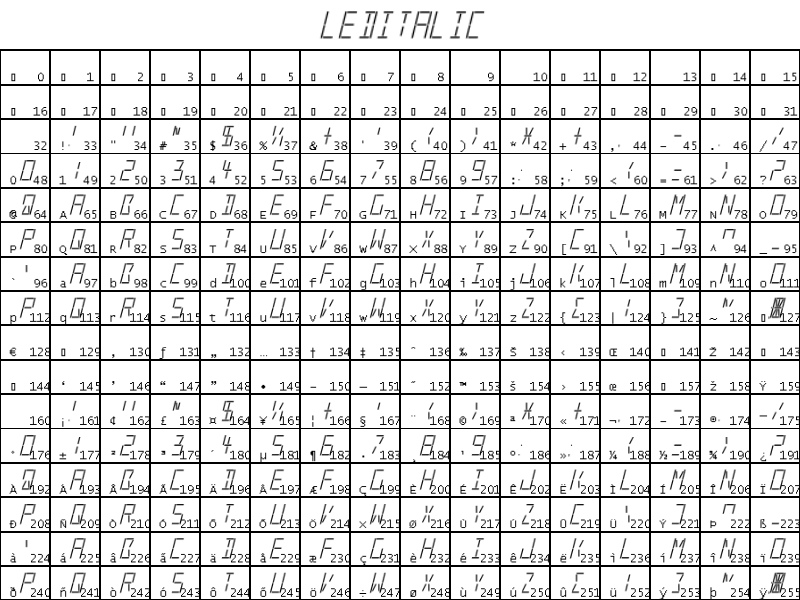 LEDITALIC
▯ 0 ▯ 1 ▯ 2 ▯ 3 ▯ 4 ▯ 5 ▯ 6 ▯ 7 ▯ 8 9 10 ▯ 11 ▯ 12 13 ▯ 14 ▯ 15
▯ 16 ▯ 17 ▯ 18 ▯ 19 ▯ 20 ▯ 21 ▯ 22 ▯ 23 ▯ 24 ▯ 25 ▯ 26 ▯ 27 ▯ 28 ▯ 29 ▯ 30 ▯ 31
32 ! 33 " 34 # 35 $ 36 % 37 & 38 ' 39 ( 40 ) 41 * 42 + 43 , 44 - 45 . 46 / 47
0 48 1 49 2 50 3 51 4 52 5 53 6 54 7 55 8 56 9 57 : 58 ; 59 < 60 = 61 > 62 ? 63
@ 64 A 65 B 66 C 67 D 68 E 69 F 70 G 71 H 72 I 73 J 74 K 75 L 76 M 77 N 78 O 79
P 80 Q 81 R 82 S 83 T 84 U 85 V 86 W 87 X 88 Y 89 Z 90 [ 91 \ 92 ] 93 ^ 94 _ 95
` 96 a 97 b 98 c 99 d 100 e 101 f 102 g 103 h 104 i 105 j 106 k 107 l 108 m 109 n 110 o 111
p 112 q 113 r 114 s 115 t 116 u 117 v 118 w 119 x 120 y 121 z 122 { 123 | 124 } 125 ~ 126 ▯ 127
€ 128 ▯ 129 ‚ 130 ƒ 131 „ 132 … 133 † 134 ‡ 135 ˆ 136 ‰ 137 Š 138 ‹ 139 Œ 140 ▯ 141 Ž 142 ▯ 143
▯ 144 ‘ 145 ’ 146 “ 147 ” 148 • 149 – 150 — 151 ˜ 152 ™ 153 š 154 › 155 œ 156 ▯ 157 ž 158 Ÿ 159
160 ¡ 161 ¢ 162 £ 163 ¤ 164 ¥ 165 ¦ 166 § 167 ¨ 168 © 169 ª 170 « 171 ¬ 172 - 173 ® 174 ¯ 175
° 176 ± 177 ² 178 ³ 179 ´ 180 µ 181 ¶ 182 · 183 ¸ 184 ¹ 185 º 186 » 187 ¼ 188 ½ 189 ¾ 190 ¿ 191
À 192 Á 193 Â 194 Ã 195 Ä 196 Å 197 Æ 198 Ç 199 È 200 É 201 Ê 202 Ë 203 Ì 204 Í 205 Î 206 Ï 207
Ð 208 Ñ 209 Ò 210 Ó 211 Ô 212 Õ 213 Ö 214 × 215 Ø 216 Ù 217 Ú 218 Û 219 Ü 220 Ý 221 Þ 222 ß 223
à 224 á 225 â 226 ã 227 ä 228 å 229 æ 230 ç 231 è 232 é 233 ê 234 ë 235 ì 236 í 237 î 238 ï 239
ð 240 ñ 241 ò 242 ó 243 ô 244 õ 245 ö 246 ÷ 247 ø 248 ù 249 ú 250 û 251 ü 252 ý 253 þ 254 ÿ 255